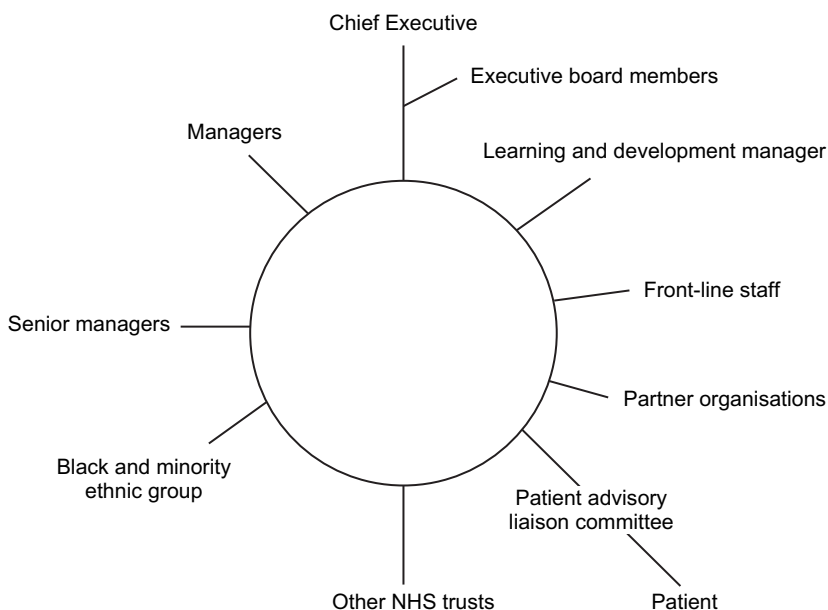 Chief Executive
Executive board members
Managers
Learning and development manager
Front-line staff
Senior managers
Partner organisations
Black and minority
ethnic group
Patient advisory
liaison committee
Other NHS trusts
Patient